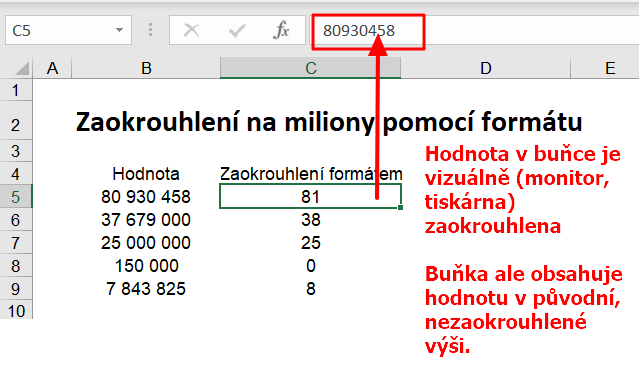 C5
fx
80930458
A B C D E
1
2 Zaokrouhlení na miliony pomocí formátu
3
4 Hodnota Zaokrouhlení formátem
5 80 930 458 81
6 37 679 000 38
7 25 000 000 25
8 150 000 0
9 7 843 825 8
10
Hodnota v buňce je
vizuálně (monitor,
tiskárna)
zaokrouhlena
Buňka ale obsahuje
hodnotu v původní,
nezaokrouhlené
výši.